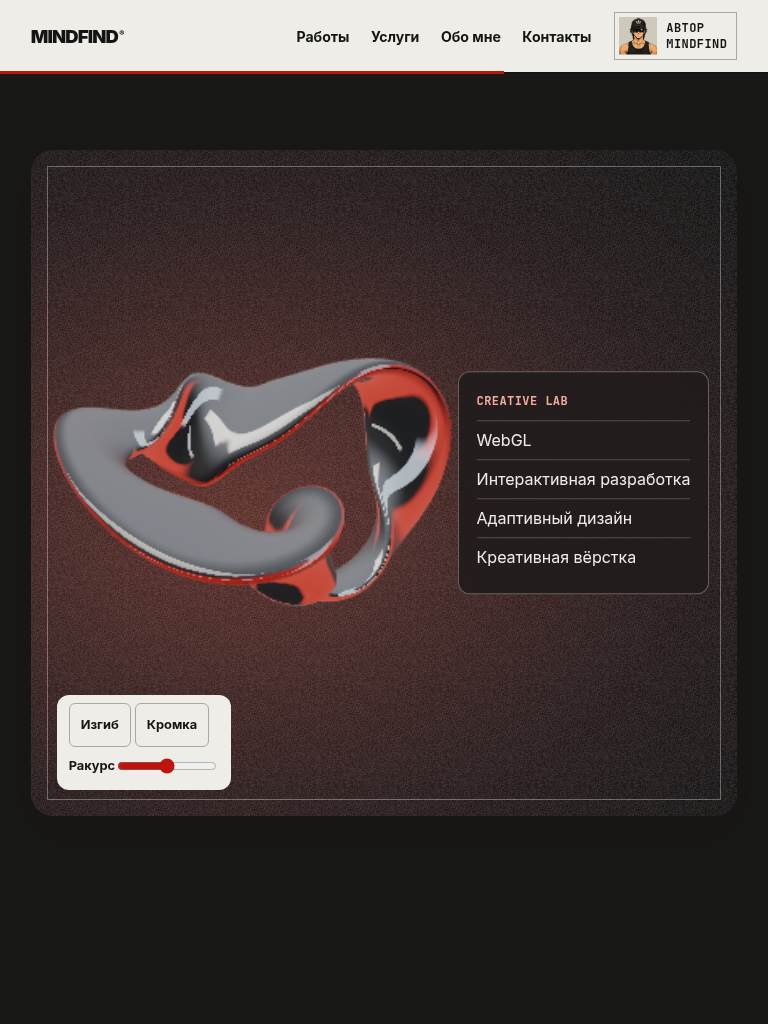 MINDFIND®
Работы
Услуги
Обо мне
Контакты
АВТОР
MINDFIND
CREATIVE LAB
WebGL
Интерактивная разработка
Адаптивный дизайн
Креативная вёрстка
Изгиб
Кромка
Ракурс